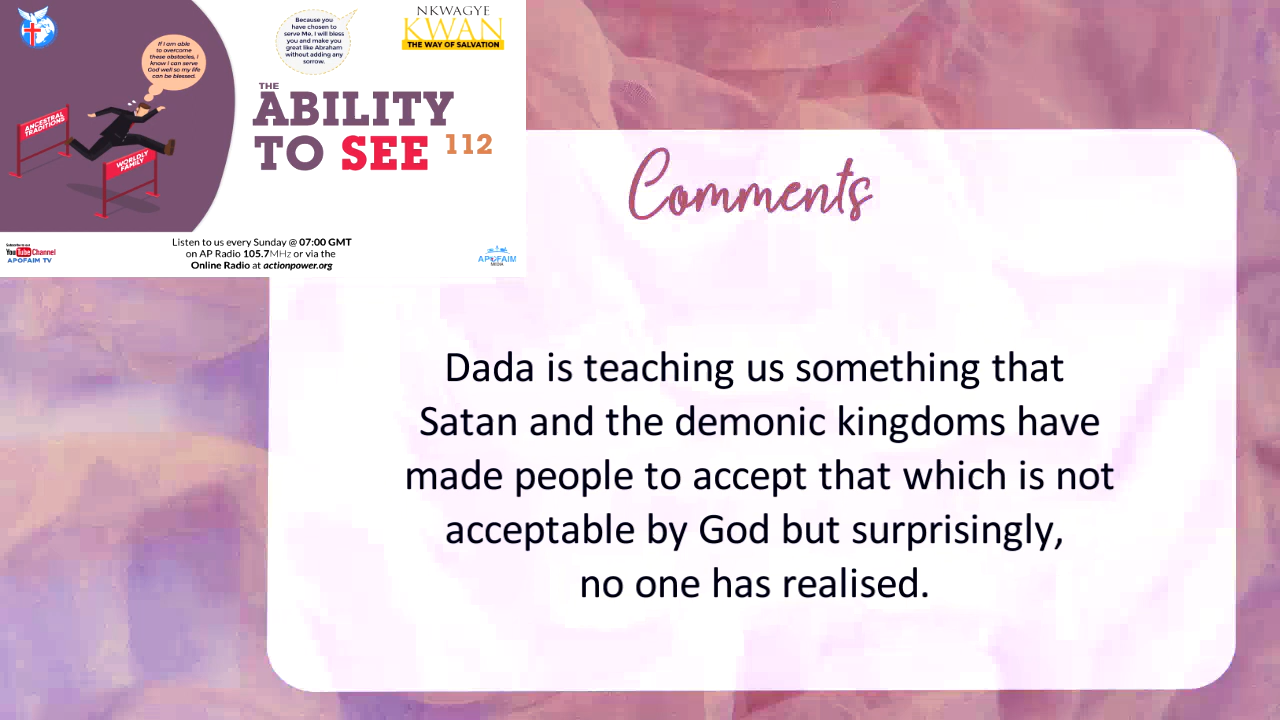 If I am able
to overcome
these obstacles, I
know I can serve
God well so my life
can be blessed.
ANCESTRAL
TRADITIONS
WORLDLY
FAMILY
Because you
have chosen to
serve Me, I will bless
you and make you
great like Abraham
without adding any
sorrow.
NKWAGYE
KWAN
THE WAY OF SALVATION
THE
ABILITY
TO SEE 112
Subscribe to our
YouTube Channel
APOFAIM TV
Listen to us every Sunday @ 07:00 GMT
on AP Radio 105.7MHz or via the
Online Radio at actionpower.org
APOFAIM
MEDIA
Comments
Dada is teaching us something that
Satan and the demonic kingdoms have
made people to accept that which is not
acceptable by God but surprisingly,
no one has realised.